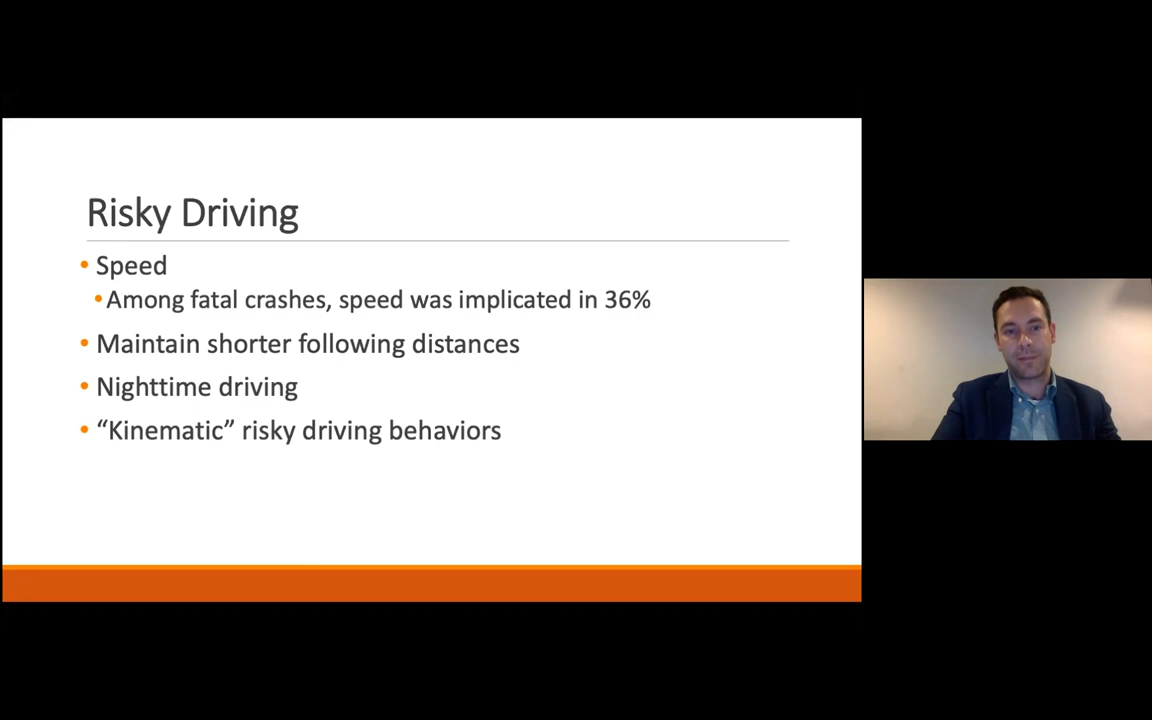 Risky Driving
• Speed
• Among fatal crashes, speed was implicated in 36%
• Maintain shorter following distances
• Nighttime driving
• “Kinematic” risky driving behaviors